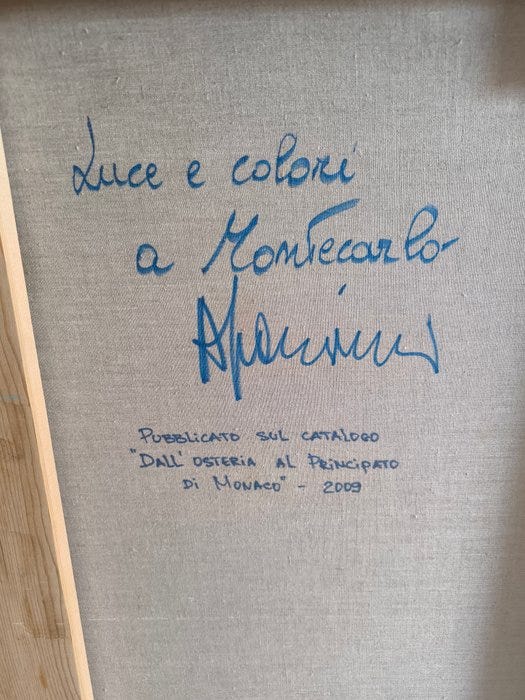 Luce e colori
a Montecarlo-
PUBBLICATO SUL CATALOGO
"DALL'OSTERIA AL PRINCIPATO
DI MONACO" - 2009